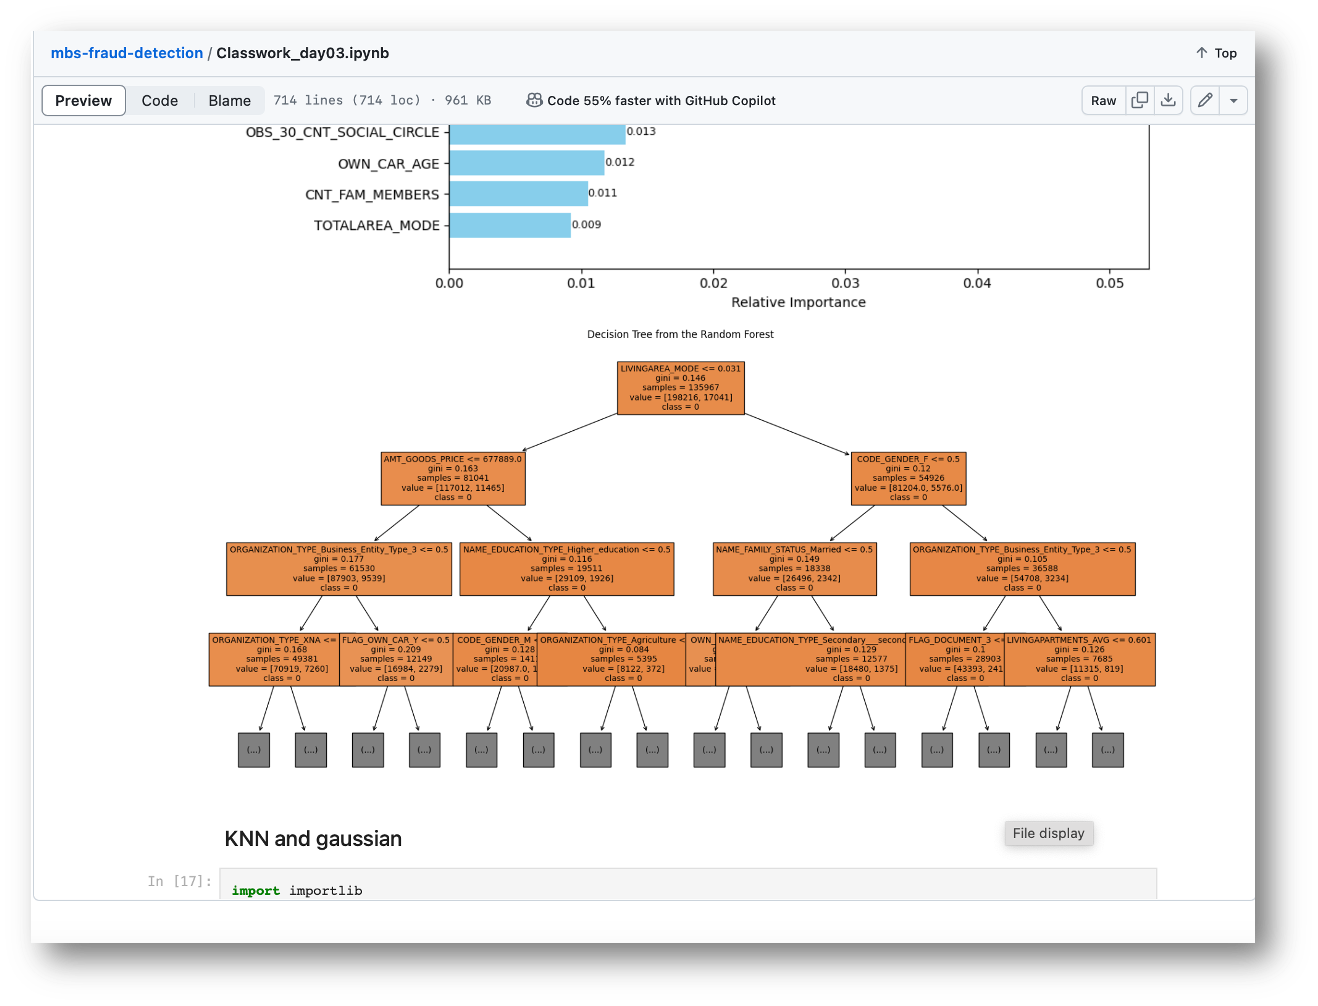 mbs-fraud-detection / Classwork_day03.ipynb
Top
Preview Code Blame 714 lines (714 loc) · 961 KB Code 55% faster with GitHub Copilot Raw
OBS_30_CNT_SOCIAL_CIRCLE 0.013
OWN_CAR_AGE 0.012
CNT_FAM_MEMBERS 0.011
TOTALAREA_MODE 0.009
0.00 0.01 0.02 0.03 0.04 0.05
Relative Importance
Decision Tree from the Random Forest
LIVINGAREA_MODE <= 0.031
gini = 0.146
samples = 135967
value = [198216, 17041]
class = 0
AMT_GOODS_PRICE <= 677889.0
gini = 0.163
samples = 81041
value = [117012, 11465]
class = 0
CODE_GENDER_F <= 0.5
gini = 0.12
samples = 54926
value = [81204.0, 5576.0]
class = 0
ORGANIZATION_TYPE_Business_Entity_Type_3 <= 0.5
gini = 0.177
samples = 61530
value = [87903, 9539]
class = 0
NAME_EDUCATION_TYPE_Higher_education <= 0.5
gini = 0.116
samples = 19511
value = [29109, 1926]
class = 0
NAME_FAMILY_STATUS_Married <= 0.5
gini = 0.149
samples = 18338
value = [26496, 2342]
class = 0
ORGANIZATION_TYPE_Business_Entity_Type_3 <= 0.5
gini = 0.105
samples = 36588
value = [54708, 3234]
class = 0
ORGANIZATION_TYPE_XNA <=
gini = 0.168
samples = 49381
value = [70919, 7260]
class = 0
FLAG_OWN_CAR_Y <= 0.5
gini = 0.209
samples = 12149
value = [16984, 2279]
class = 0
CODE_GENDER_M
gini = 0.128
samples = 141
value = [20987.0, 1
class = 0
ORGANIZATION_TYPE_Agriculture <
gini = 0.084
samples = 5395
value = [8122, 372]
class = 0
OWN_
g
sa
value
NAME_EDUCATION_TYPE_Secondary___second
gini = 0.129
samples = 12577
value = [18480, 1375]
class = 0
FLAG_DOCUMENT_3 <
gini = 0.1
samples = 28903
value = [43393, 241
class = 0
LIVINGAPARTMENTS_AVG <= 0.601
gini = 0.126
samples = 7685
value = [11315, 819]
class = 0
(...) (...) (...) (...) (...) (...) (...) (...) (...) (...) (...) (...) (...) (...) (...) (...)
KNN and gaussian
File display
In [17]:
import importlib